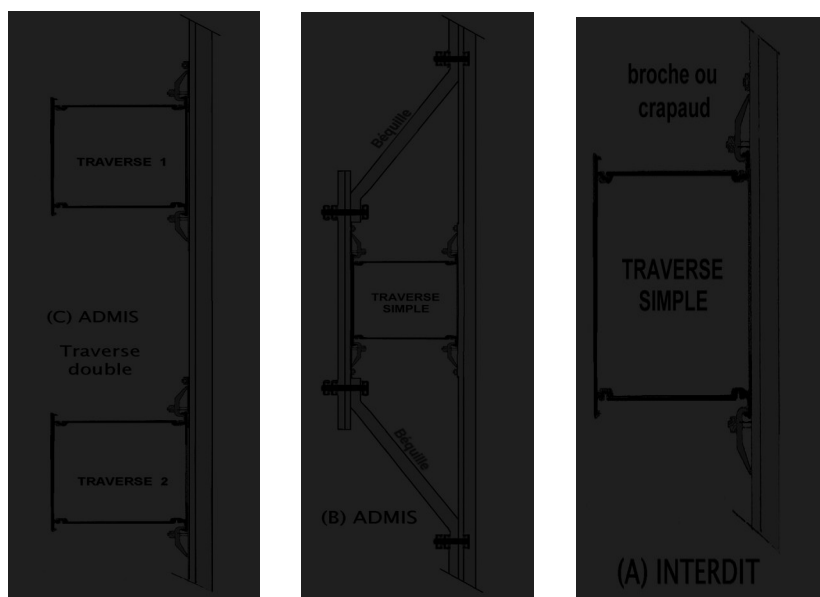 TRAVERSE 1
(C) ADMIS
Traverse
double
TRAVERSE 2
Béquille
TRAVERSE
SIMPLE
Béquille
(B) ADMIS
broche ou
crapaud
TRAVERSE
SIMPLE
(A) INTERDIT